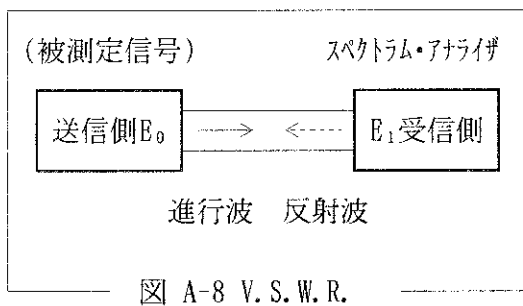 (被測定信号) スペクトラム・アナライザ
送信側E₀ E₁受信側
進行波 反射波
図 A-8 V.S.W.R.